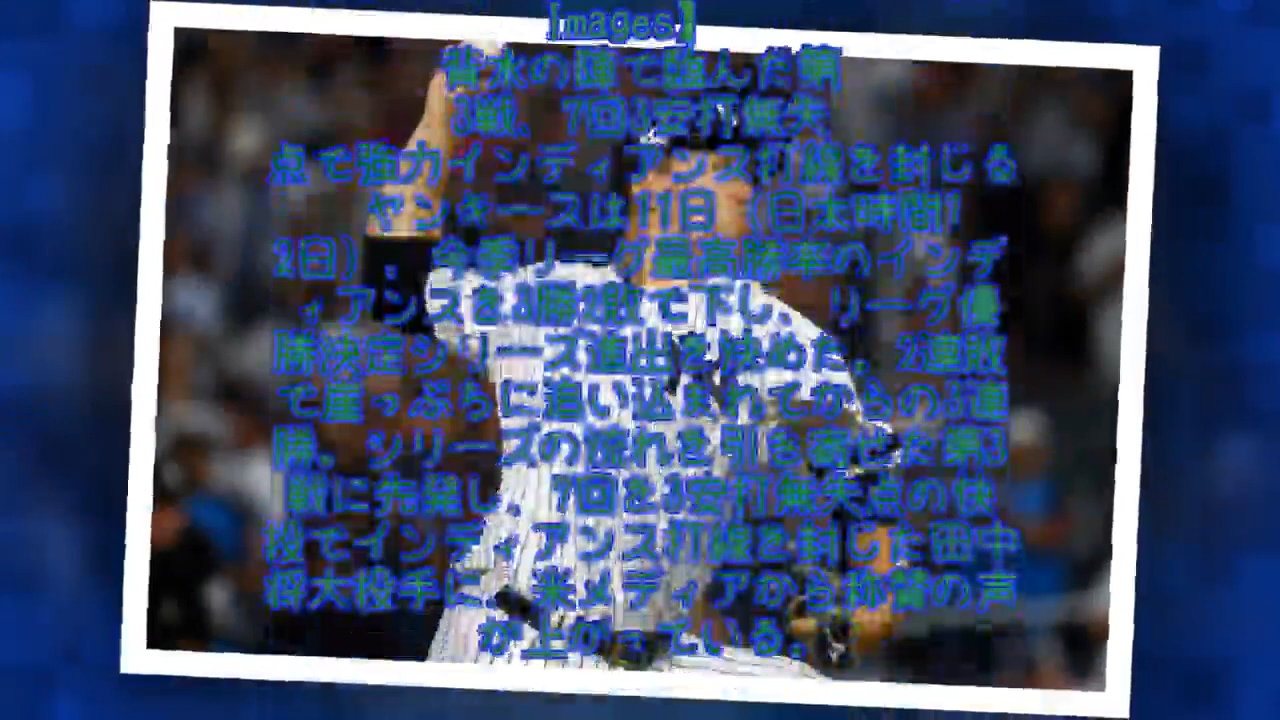 Images】
背水の陣で臨んだ第
3戦、7回3安打無失
点で強力インディアンス打線を封じる
ヤンキースは11日（日本時間1
2日）、今季リーグ最高勝率のインデ
ィアンスを3勝2敗で下し、リーグ優
勝決定シリーズ進出を決めた。2連敗
で崖っぷちに追い込まれてからの3連
勝。シリーズの流れを引き寄せた第3
戦に先発し、7回を3安打無失点の快
投でインディアンス打線を封じた田中
将大投手に、米メディアから称賛の声
が上がっている。